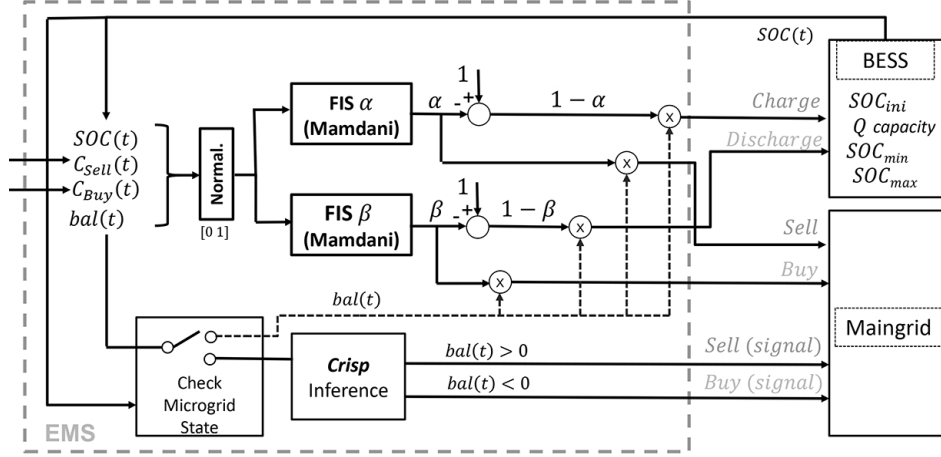 SOC(t)
BESS
SOC_ini
Q capacity
SOC_min
SOC_max
1
FIS α
(Mamdani)
α
-
+
1 − α
x
Charge
Discharge
x
SOC(t)
C_Sell(t)
C_Buy(t)
bal(t)
Normal.
[0 1]
1
FIS β
(Mamdani)
β
-
+
1 − β
x
Sell
x
Buy
bal(t)
Maingrid
Check
Microgrid
State
Crisp
Inference
bal(t) > 0
Sell (signal)
bal(t) < 0
Buy (signal)
EMS